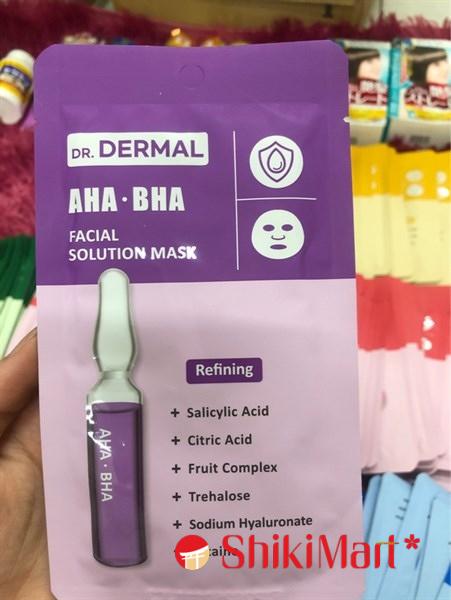 DR. DERMAL
AHA • BHA
FACIAL
SOLUTION MASK
Refining
+ Salicylic Acid
+ Citric Acid
+ Fruit Complex
+ Trehalose
+ Sodium Hyaluronate
AHA • BHA
ShikiMart*